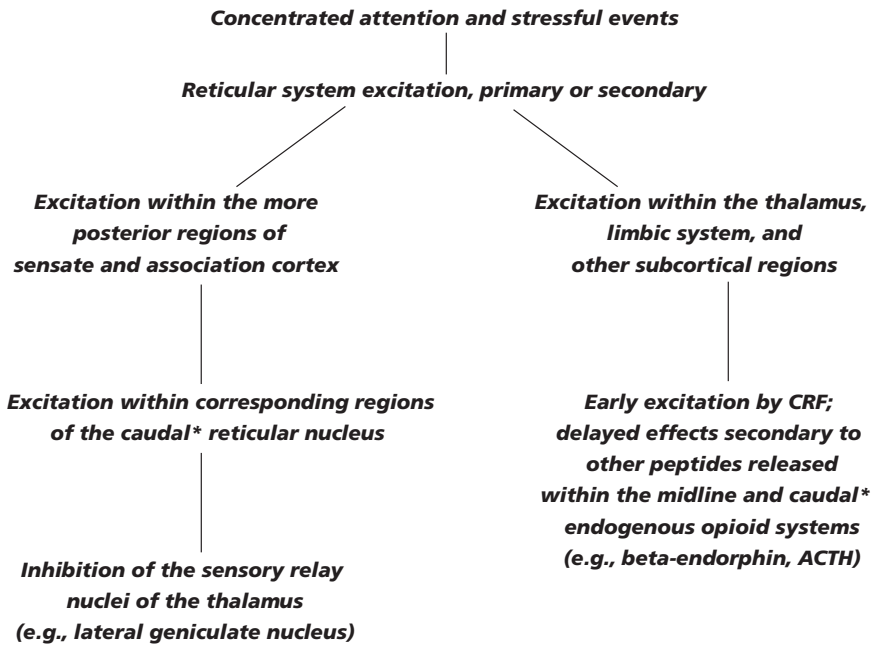 Concentrated attention and stressful events
Reticular system excitation, primary or secondary
Excitation within the more
posterior regions of
sensate and association cortex
Excitation within the thalamus,
limbic system, and
other subcortical regions
Excitation within corresponding regions
of the caudal* reticular nucleus
Early excitation by CRF;
delayed effects secondary to
other peptides released
within the midline and caudal*
endogenous opioid systems
(e.g., beta-endorphin, ACTH)
Inhibition of the sensory relay
nuclei of the thalamus
(e.g., lateral geniculate nucleus)